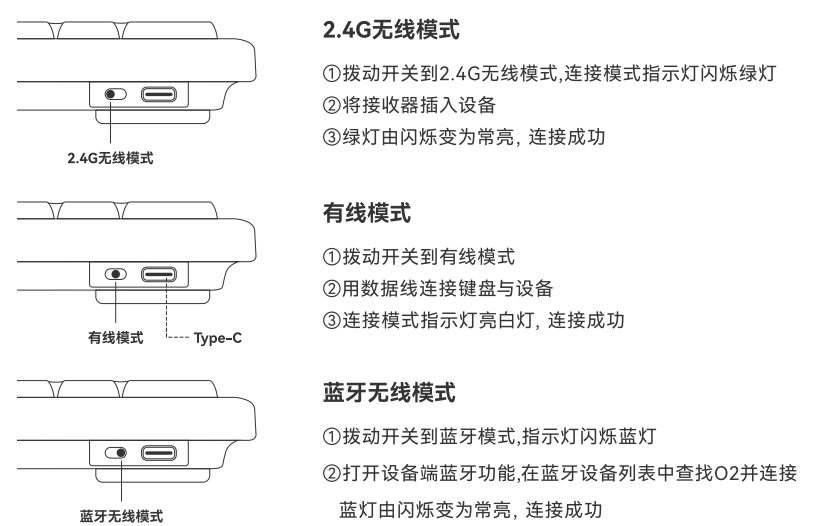 2.4G无线模式
①拨动开关到2.4G无线模式,连接模式指示灯闪烁绿灯
②将接收器插入设备
③绿灯由闪烁变为常亮, 连接成功
2.4G无线模式
有线模式
①拨动开关到有线模式
②用数据线连接键盘与设备
③连接模式指示灯亮白灯, 连接成功
有线模式
Type-C
蓝牙无线模式
①拨动开关到蓝牙模式,指示灯闪烁蓝灯
②打开设备端蓝牙功能,在蓝牙设备列表中查找O2并连接
蓝灯由闪烁变为常亮, 连接成功
蓝牙无线模式